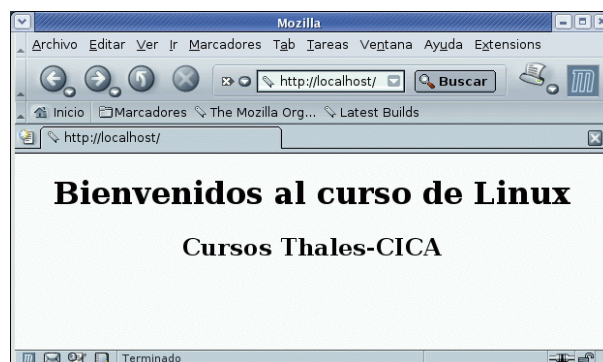 Mozilla
Archivo Editar Ver Ir Marcadores Tab Tareas Ventana Ayuda Extensions
http://localhost/ Buscar
Inicio Marcadores The Mozilla Org... Latest Builds
http://localhost/
Bienvenidos al curso de Linux
Cursos Thales-CICA
Terminado